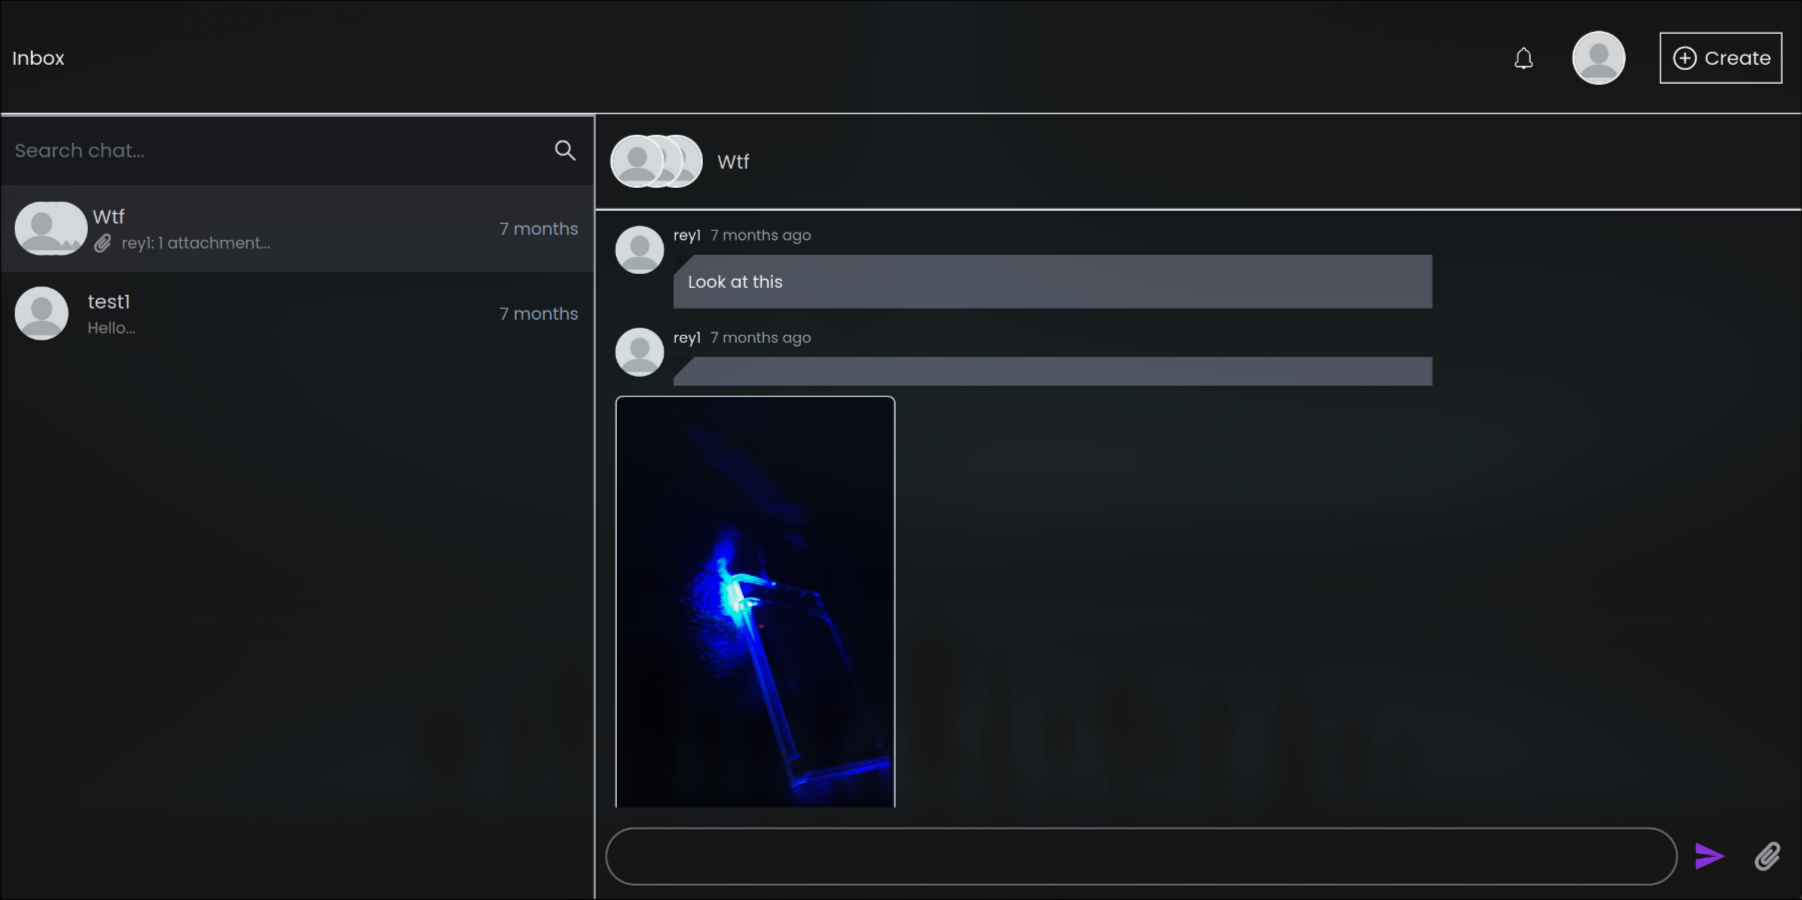 Inbox
Create
Search chat...
Wtf
7 months
rey1: 1 attachment...
test1
7 months
Hello...
Wtf
rey1 7 months ago
Look at this
rey1 7 months ago